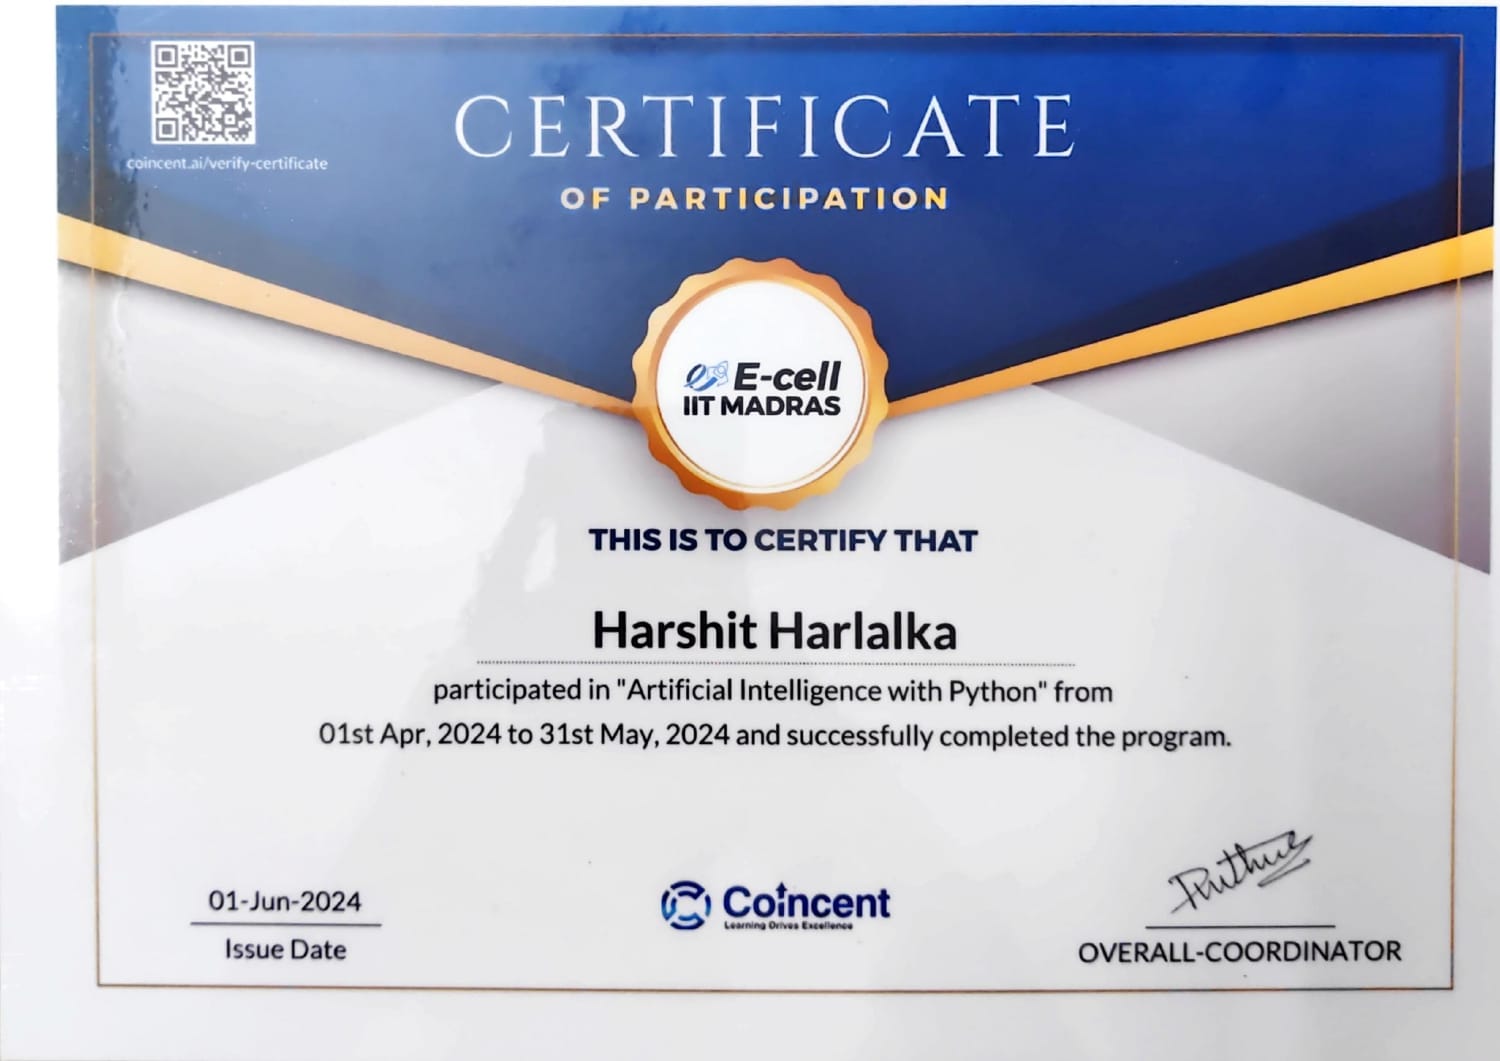 coincent.ai/verify-certificate
CERTIFICATE
OF PARTICIPATION
E-cell
IIT MADRAS
THIS IS TO CERTIFY THAT
Harshit Harlalka
participated in "Artificial Intelligence with Python" from
01st Apr, 2024 to 31st May, 2024 and successfully completed the program.
01-Jun-2024
Issue Date
Coincent
Learning Drives Excellence
OVERALL-COORDINATOR